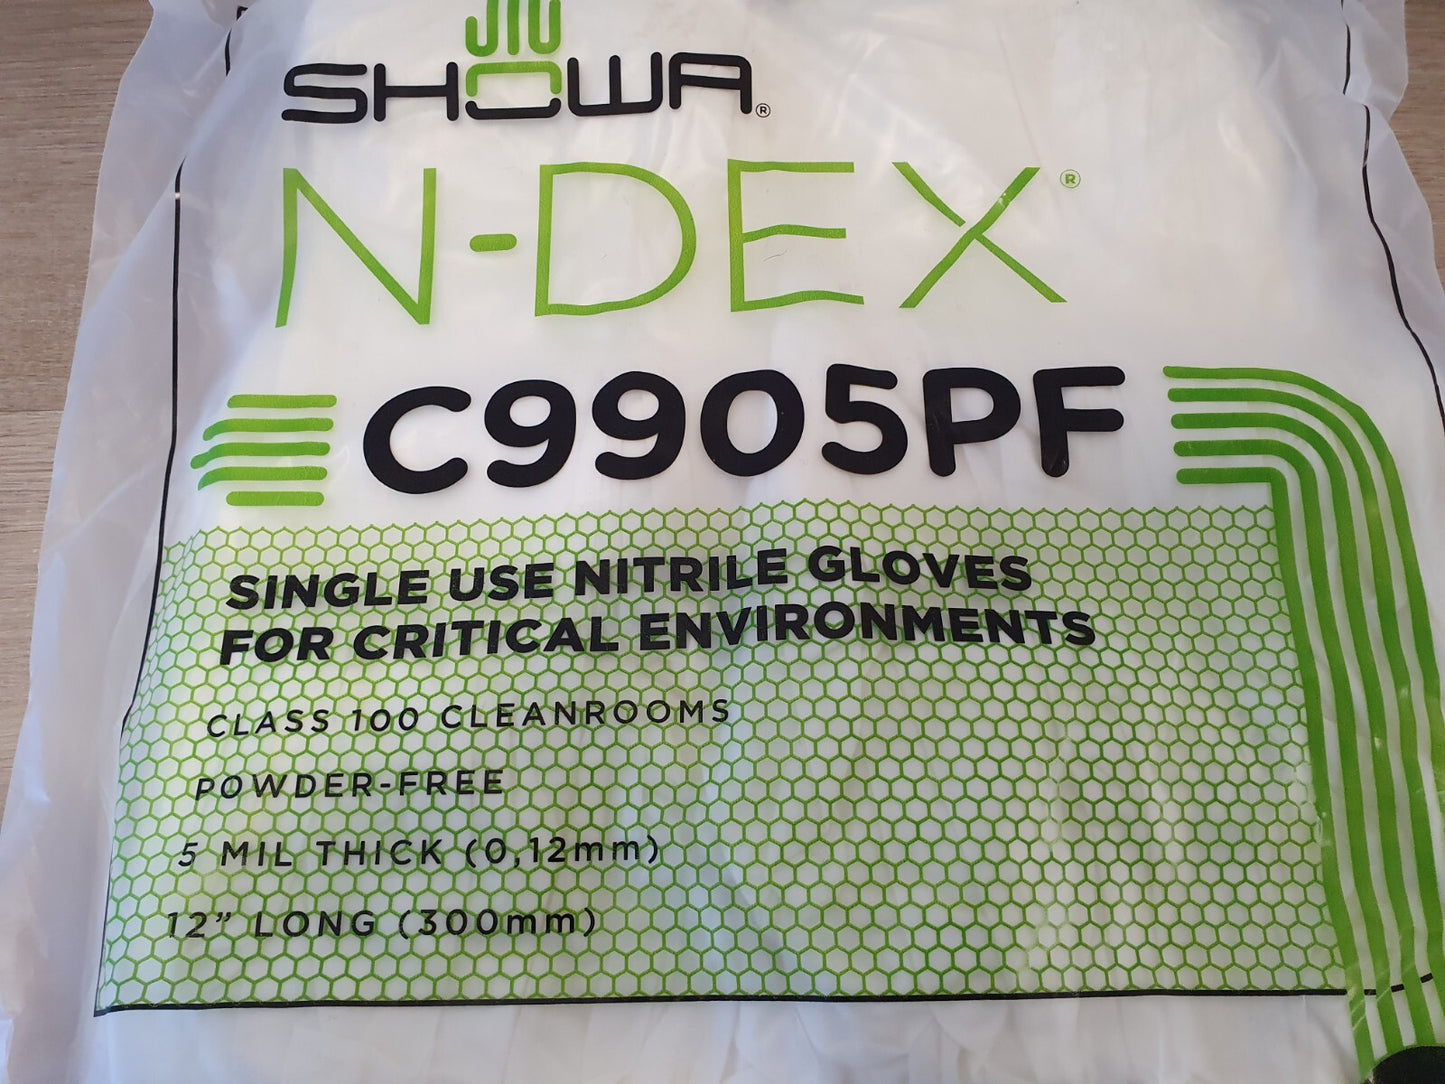 SHOWA®
N-DEX®
C9905PF
SINGLE USE NITRILE GLOVES
FOR CRITICAL ENVIRONMENTS
CLASS 100 CLEANROOMS
POWDER-FREE
5 MIL THICK (0,12mm)
12” LONG (300mm)